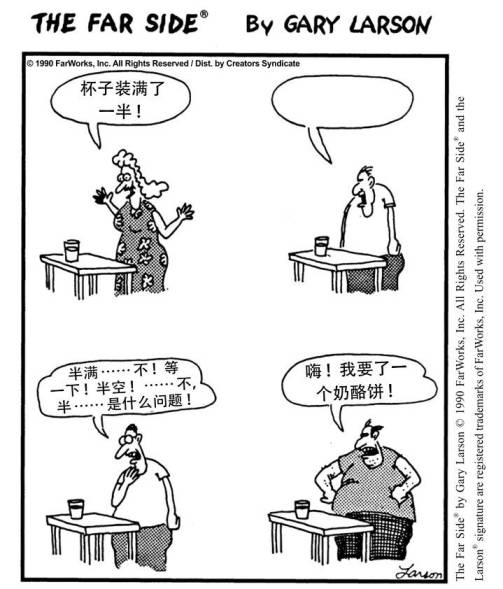 THE FAR SIDE® By GARY LARSON
© 1990 FarWorks, Inc. All Rights Reserved / Dist. by Creators Syndicate
杯子装满了
一半！
半满……不！等
一下！半空！……不，
半……是什么问题！
嗨！我要了一
个奶酪饼！
Larson
The Far Side® by Gary Larson © 1990 FarWorks, Inc. All Rights Reserved. The Far Side® and the
Larson® signature are registered trademarks of FarWorks, Inc. Used with permission.